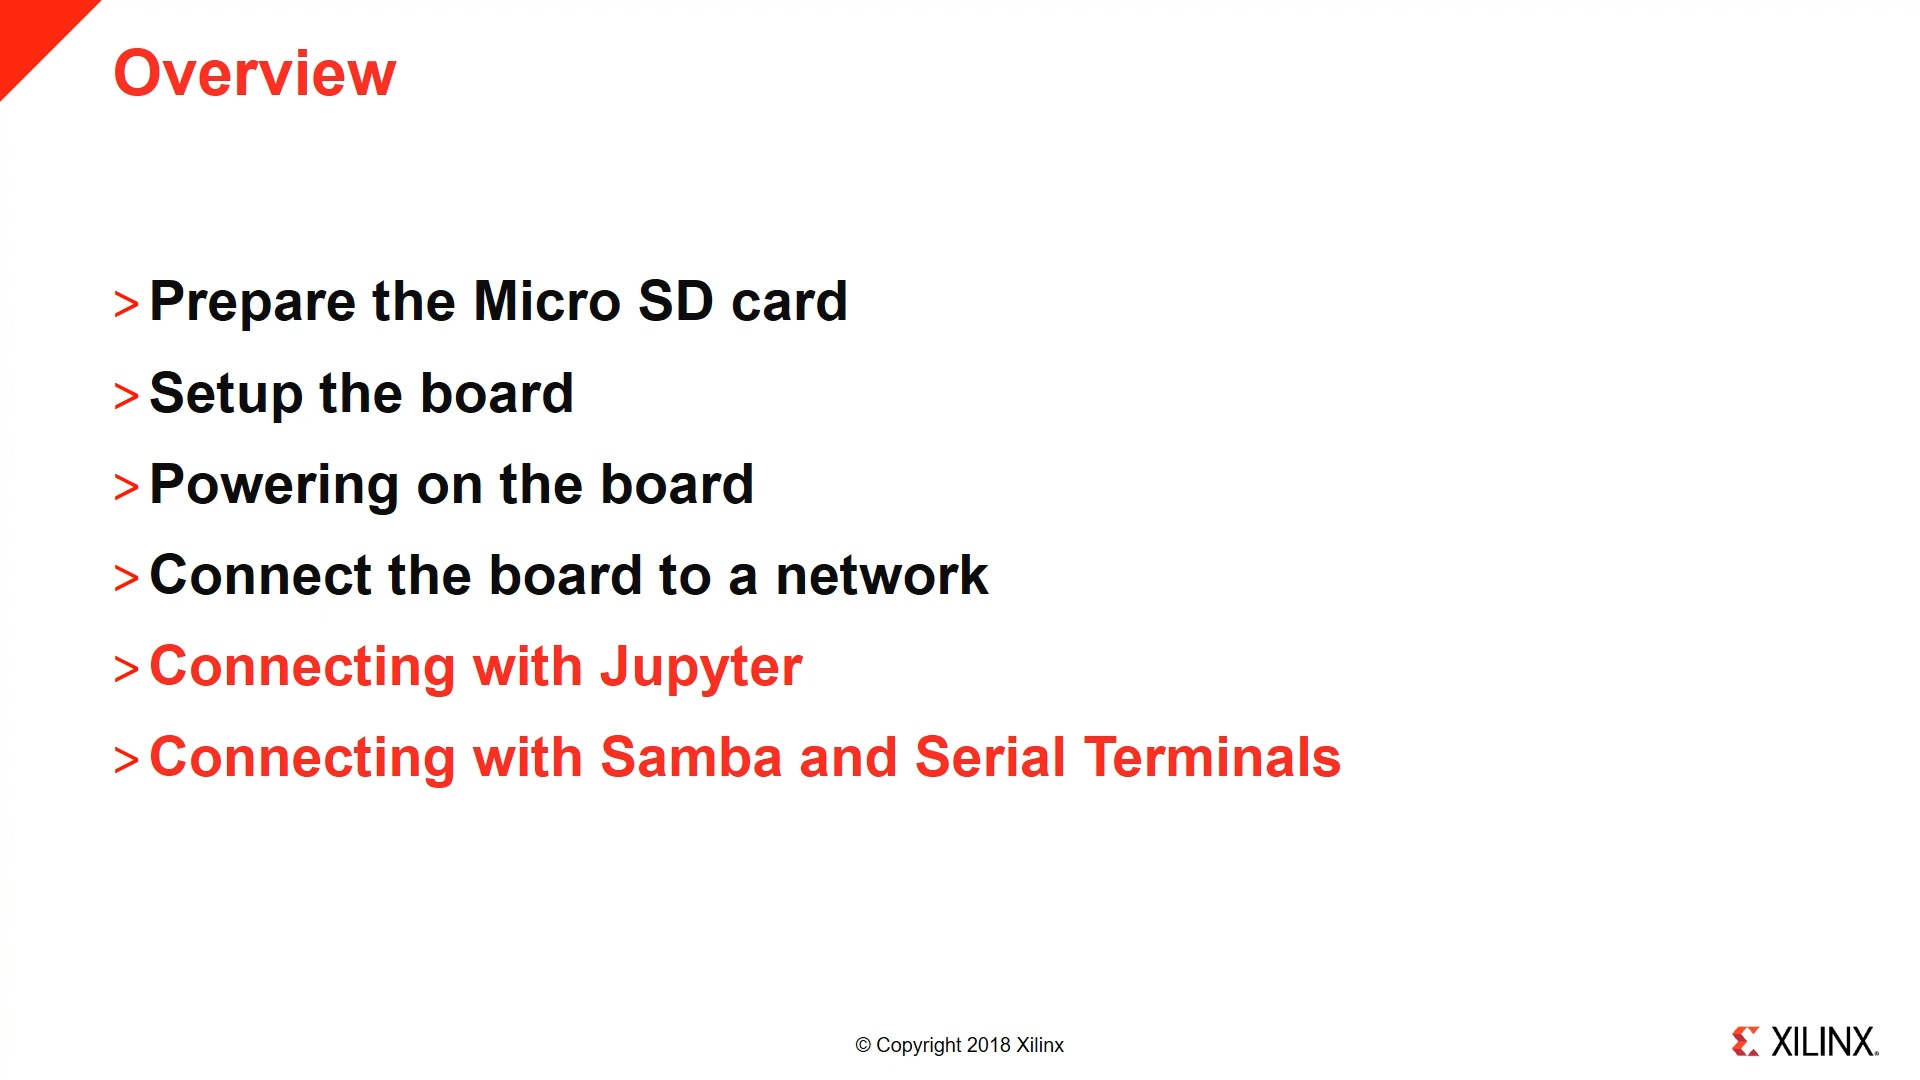 Overview
> Prepare the Micro SD card
> Setup the board
> Powering on the board
> Connect the board to a network
> Connecting with Jupyter
> Connecting with Samba and Serial Terminals
© Copyright 2018 Xilinx
XILINX